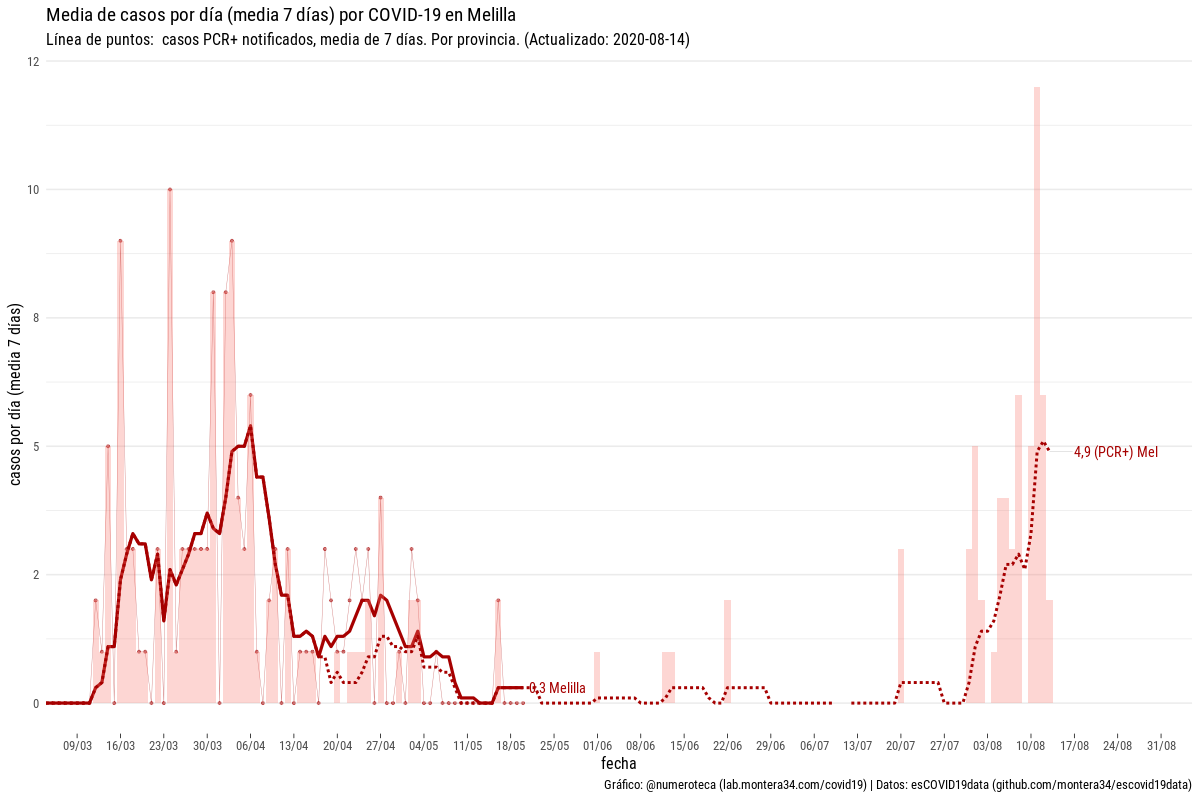 Media de casos por día (media 7 días) por COVID-19 en Melilla
Línea de puntos:  casos PCR+ notificados, media de 7 días. Por provincia. (Actualizado: 2020-08-14)
casos por día (media 7 días)
12
10
8
5
2
0
4,9 (PCR+) Mel
0,3 Melilla
09/03 16/03 23/03 30/03 06/04 13/04 20/04 27/04 04/05 11/05 18/05 25/05 01/06 08/06 15/06 22/06 29/06 06/07 13/07 20/07 27/07 03/08 10/08 17/08 24/08 31/08
fecha
Gráfico: @numeroteca (lab.montera34.com/covid19) | Datos: esCOVID19data (github.com/montera34/escovid19data)